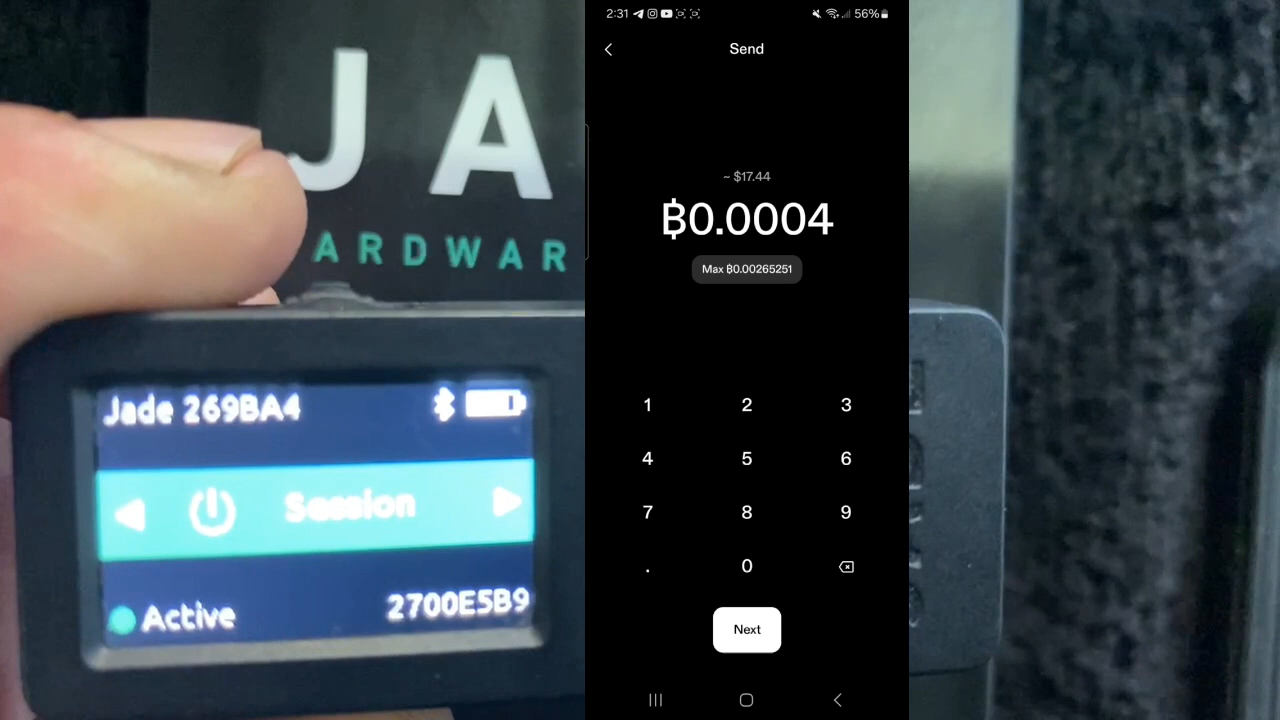 JA
ARDWAR
Jade 269BA4
Session
Active
2700E5B9
2:31
56%
Send
~ $17.44
₿0.0004
Max ₿0.00265251
1 2 3
4 5 6
7 8 9
. 0
Next